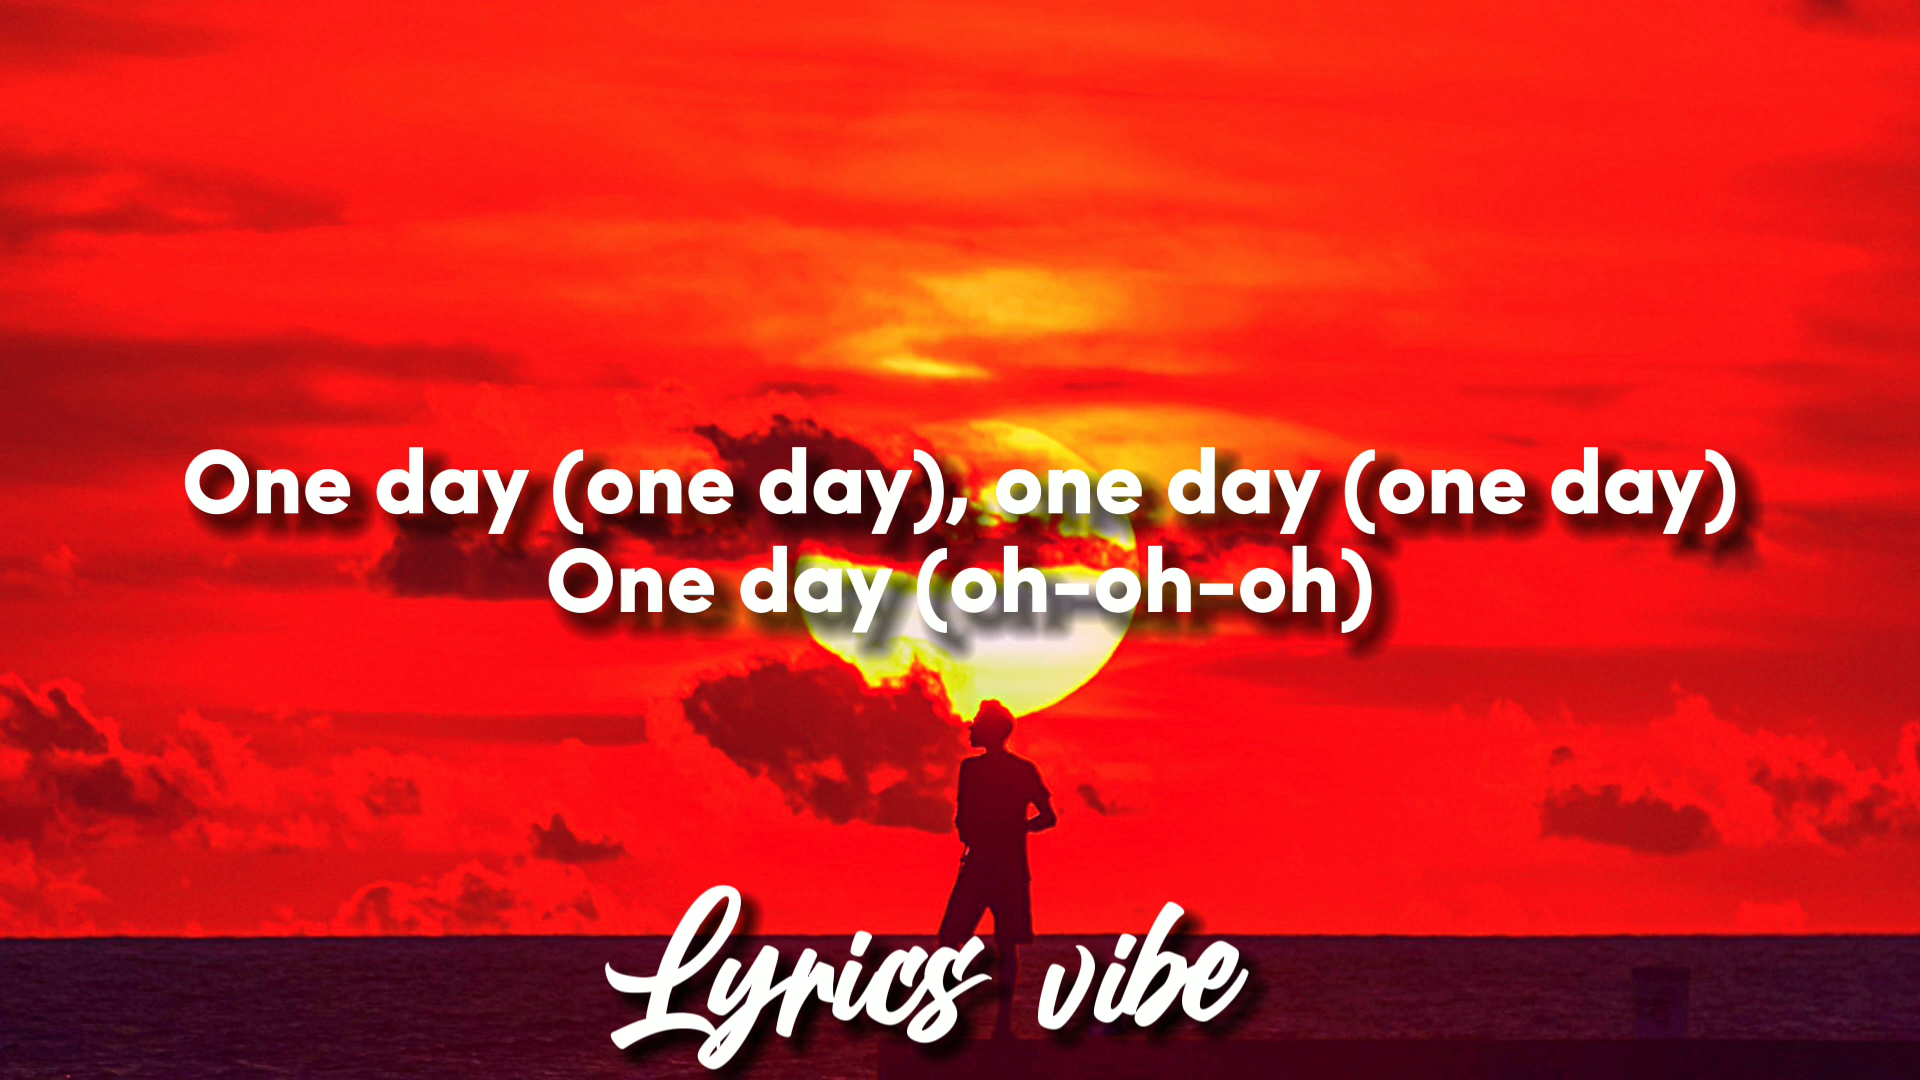 One day (one day), one day (one day)
One day (oh-oh-oh)
Lyrics vibe